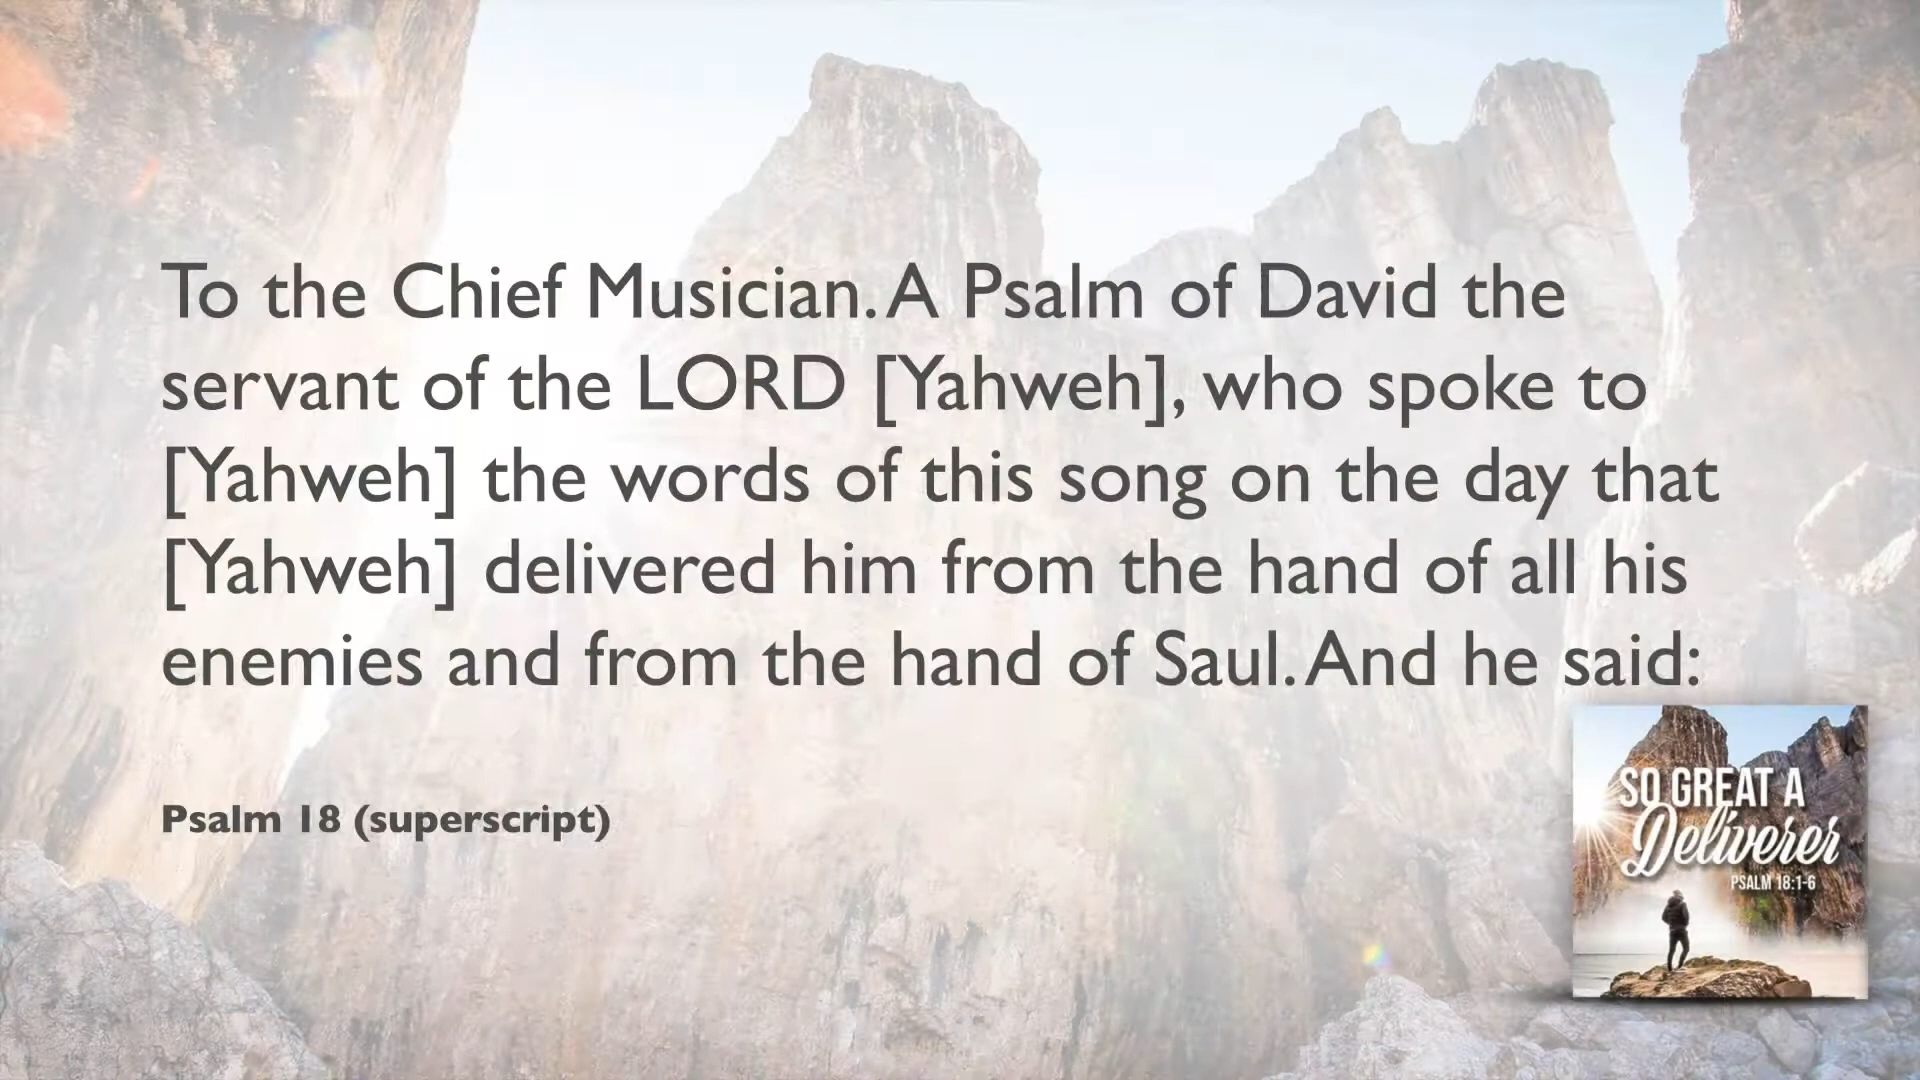 To the Chief Musician. A Psalm of David the
servant of the LORD [Yahweh], who spoke to
[Yahweh] the words of this song on the day that
[Yahweh] delivered him from the hand of all his
enemies and from the hand of Saul. And he said:
Psalm 18 (superscript)
SO GREAT A
Deliverer
PSALM 18:1-6